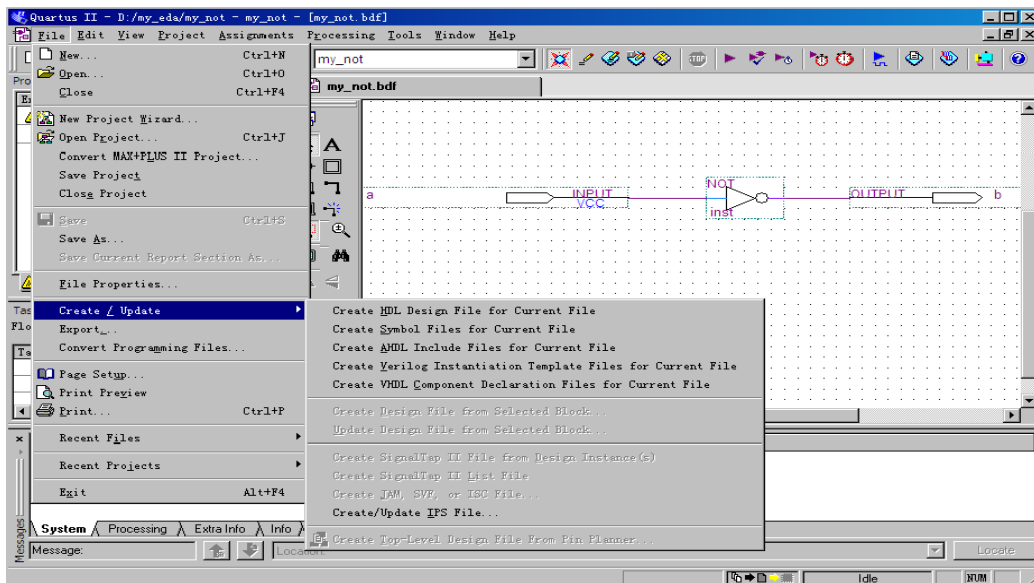 Quartus II - D:/my_eda/my_not - my_not - [my_not.bdf]
File Edit View Project Assignments Processing Tools Window Help
my_not
my_not.bdf
New... Ctrl+N
Open... Ctrl+O
Close Ctrl+F4
New Project Wizard...
Open Project... Ctrl+J
Convert MAX+PLUS II Project...
Save Project
Close Project
Save Ctrl+S
Save As...
Save Current Report Section As...
File Properties...
Create / Update
Export...
Convert Programming Files...
Page Setup...
Print Preview
Print... Ctrl+P
Recent Files
Recent Projects
Exit Alt+F4
Create HDL Design File for Current File
Create Symbol Files for Current File
Create AHDL Include Files for Current File
Create Verilog Instantiation Template Files for Current File
Create VHDL Component Declaration Files for Current File
Create Design File from Selected Block...
Update Design File from Selected Block...
Create SignalTap II File from Design Instance(s)
Create SignalTap II List File
Create JAM, SVF, or ISC File...
Create/Update IPS File...
Create Top-Level Design File From Pin Planner...
Pro
Tas
Flo
Ta
STOP
A
a
INPUT
VCC
NOT
inst
OUTPUT
b
Messages
System Processing Extra Info Info
Message:
Location:
Locate
Idle
NUM